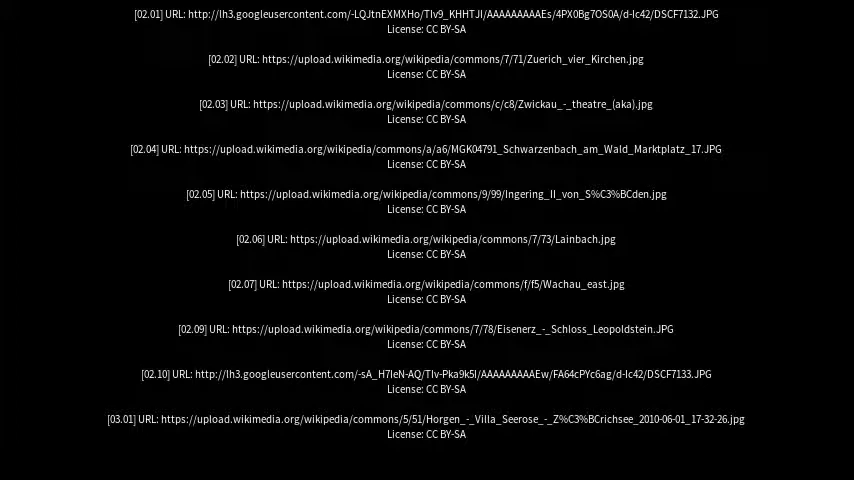 [02.01] URL: http://lh3.googleusercontent.com/-LQJtnEXMXHo/TIv9_KHHTJI/AAAAAAAAAEs/4PX0Bg7OS0A/d-Ic42/DSCF7132.JPG
License: CC BY-SA
[02.02] URL: https://upload.wikimedia.org/wikipedia/commons/7/71/Zuerich_vier_Kirchen.jpg
License: CC BY-SA
[02.03] URL: https://upload.wikimedia.org/wikipedia/commons/c/c8/Zwickau_-_theatre_(aka).jpg
License: CC BY-SA
[02.04] URL: https://upload.wikimedia.org/wikipedia/commons/a/a6/MGK04791_Schwarzenbach_am_Wald_Marktplatz_17.JPG
License: CC BY-SA
[02.05] URL: https://upload.wikimedia.org/wikipedia/commons/9/99/Ingering_II_von_S%C3%BCden.jpg
License: CC BY-SA
[02.06] URL: https://upload.wikimedia.org/wikipedia/commons/7/73/Lainbach.jpg
License: CC BY-SA
[02.07] URL: https://upload.wikimedia.org/wikipedia/commons/f/f5/Wachau_east.jpg
License: CC BY-SA
[02.09] URL: https://upload.wikimedia.org/wikipedia/commons/7/78/Eisenerz_-_Schloss_Leopoldstein.JPG
License: CC BY-SA
[02.10] URL: http://lh3.googleusercontent.com/-sA_H7IeN-AQ/TIv-Pka9k5I/AAAAAAAAAEw/FA64cPYc6ag/d-Ic42/DSCF7133.JPG
License: CC BY-SA
[03.01] URL: https://upload.wikimedia.org/wikipedia/commons/5/51/Horgen_-_Villa_Seerose_-_Z%C3%BCrichsee_2010-06-01_17-32-26.jpg
License: CC BY-SA